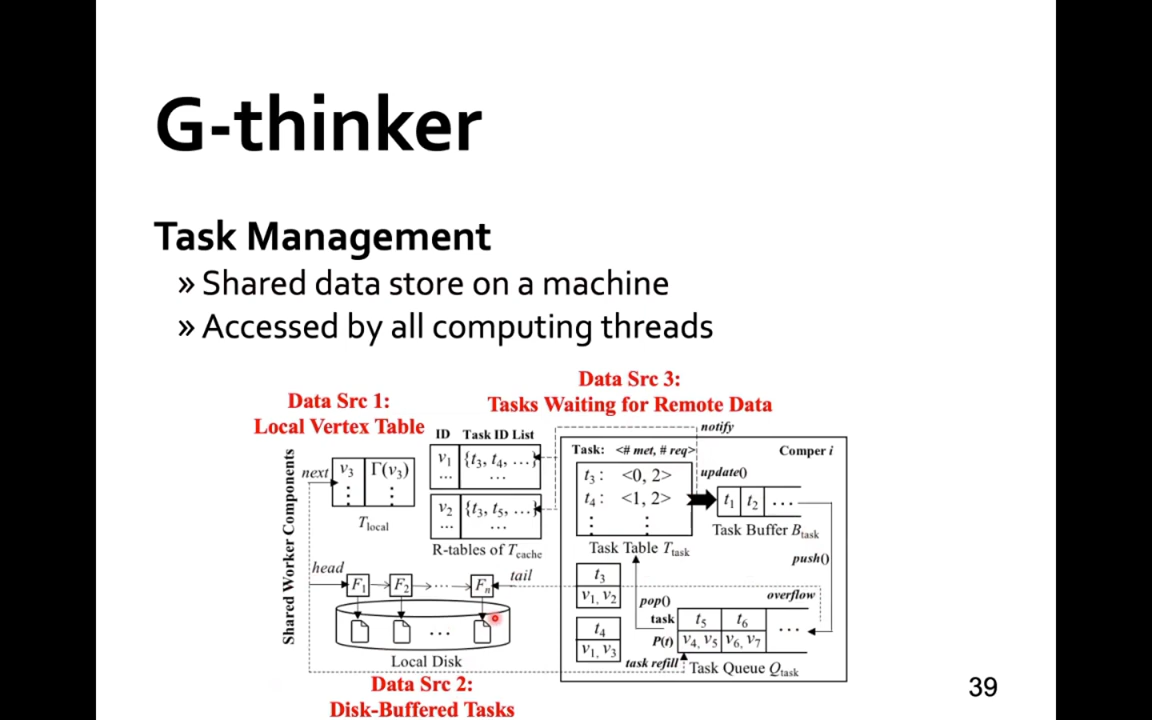 G-thinker
Task Management
» Shared data store on a machine
» Accessed by all computing threads
Data Src 3:
Tasks Waiting for Remote Data
Data Src 1:
Local Vertex Table
ID Task ID List
v1 {t3, t4, …}
… …
v2 {t3, t5, …}
… …
R-tables of Tcache
next
v3 Γ(v3)
⋮ ⋮
Tlocal
Shared Worker Components
head
F1 F2 … Fn
tail
…
Local Disk
Data Src 2:
Disk-Buffered Tasks
notify
Task: <# met, # req>
Comper i
t3 : <0, 2>
t4 : <1, 2>
⋮ ⋮
Task Table Ttask
update()
t1 t2 …
Task Buffer Btask
push()
t3
v1, v2
t4
v1, v3
pop()
overflow
task t5 t6 …
P(t) v4, v5 v6, v7
task refill
Task Queue Qtask
39